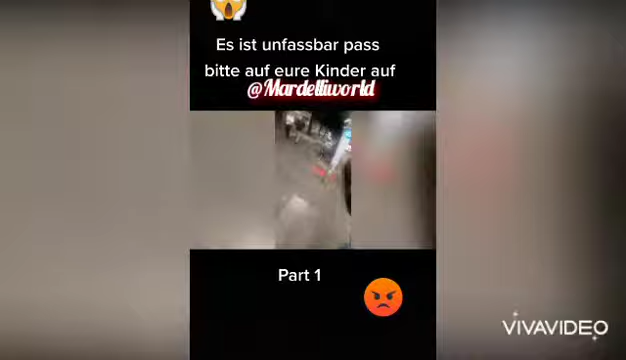 Es ist unfassbar pass
bitte auf eure Kinder auf
@Mardelliworld
Part 1
VIVAVIDEO